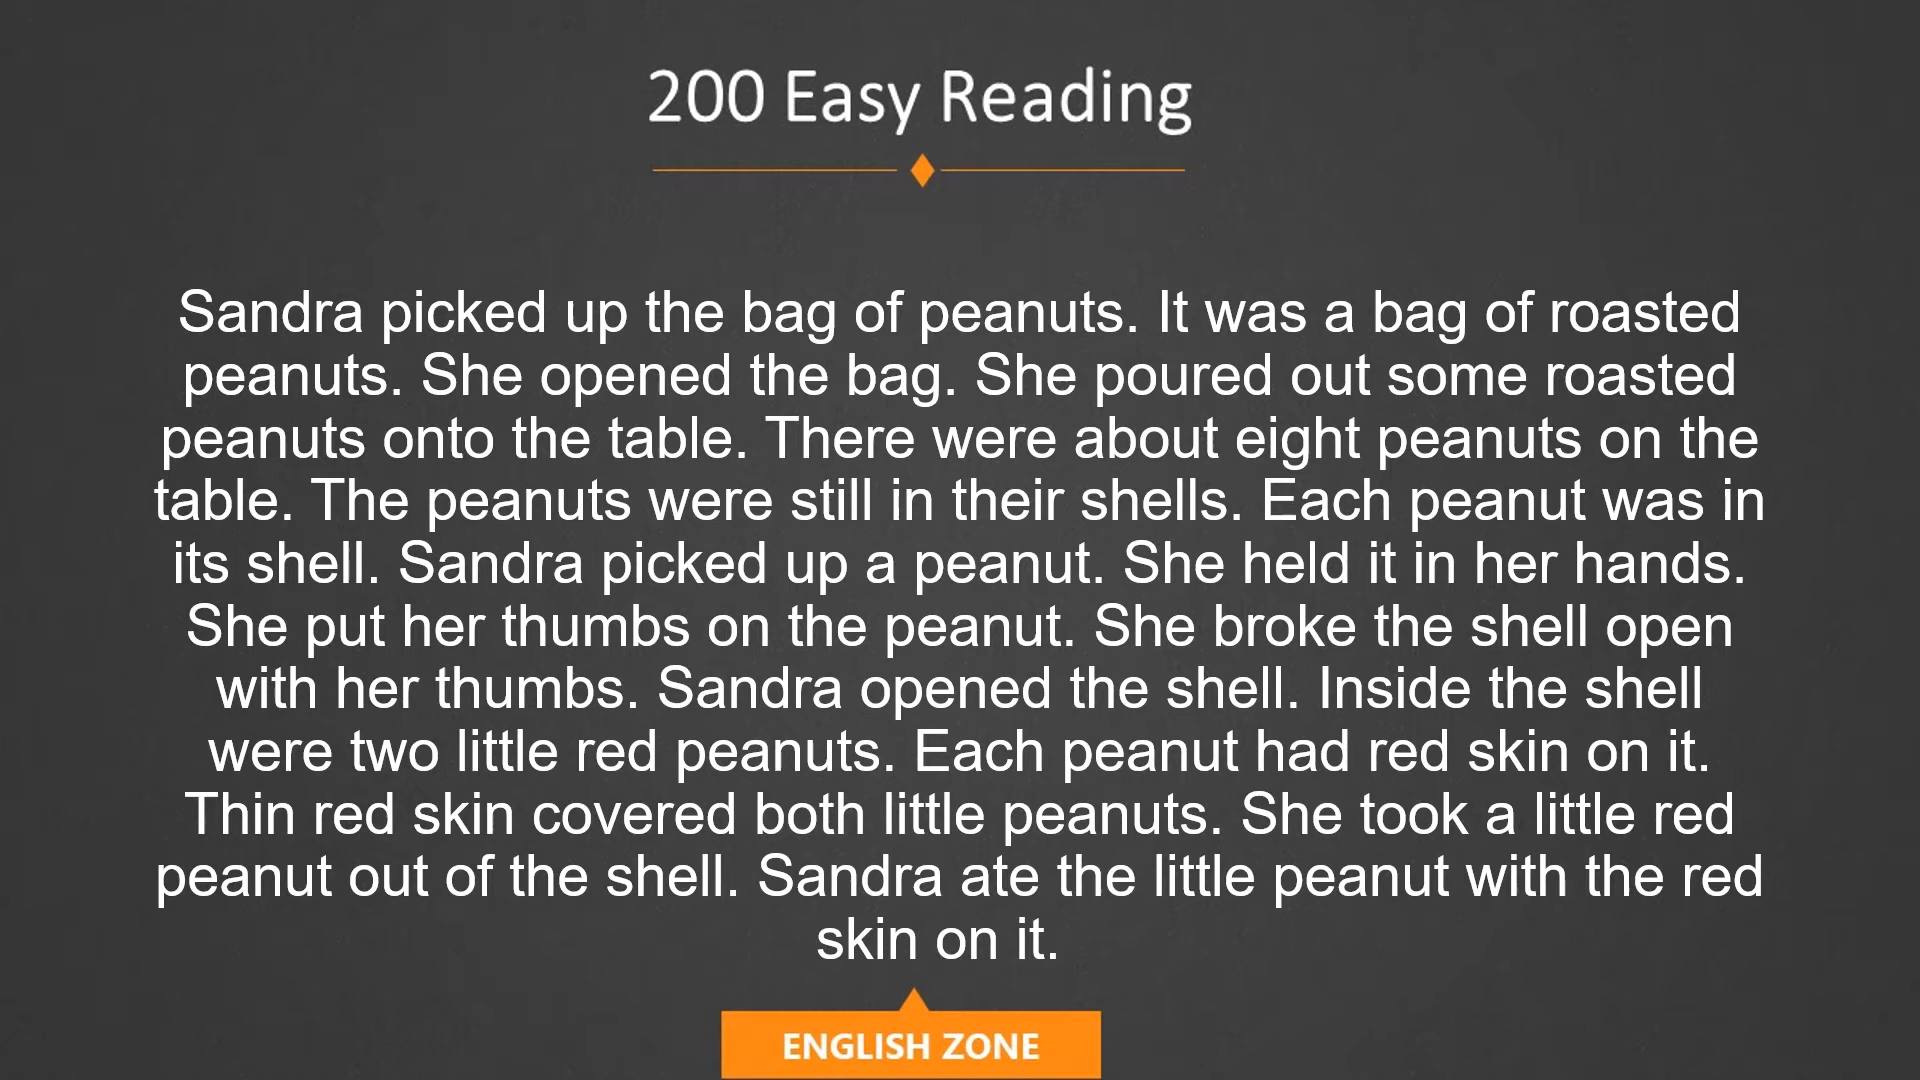 200 Easy Reading
Sandra picked up the bag of peanuts. It was a bag of roasted
peanuts. She opened the bag. She poured out some roasted
peanuts onto the table. There were about eight peanuts on the
table. The peanuts were still in their shells. Each peanut was in
its shell. Sandra picked up a peanut. She held it in her hands.
She put her thumbs on the peanut. She broke the shell open
with her thumbs. Sandra opened the shell. Inside the shell
were two little red peanuts. Each peanut had red skin on it.
Thin red skin covered both little peanuts. She took a little red
peanut out of the shell. Sandra ate the little peanut with the red
skin on it.
ENGLISH ZONE